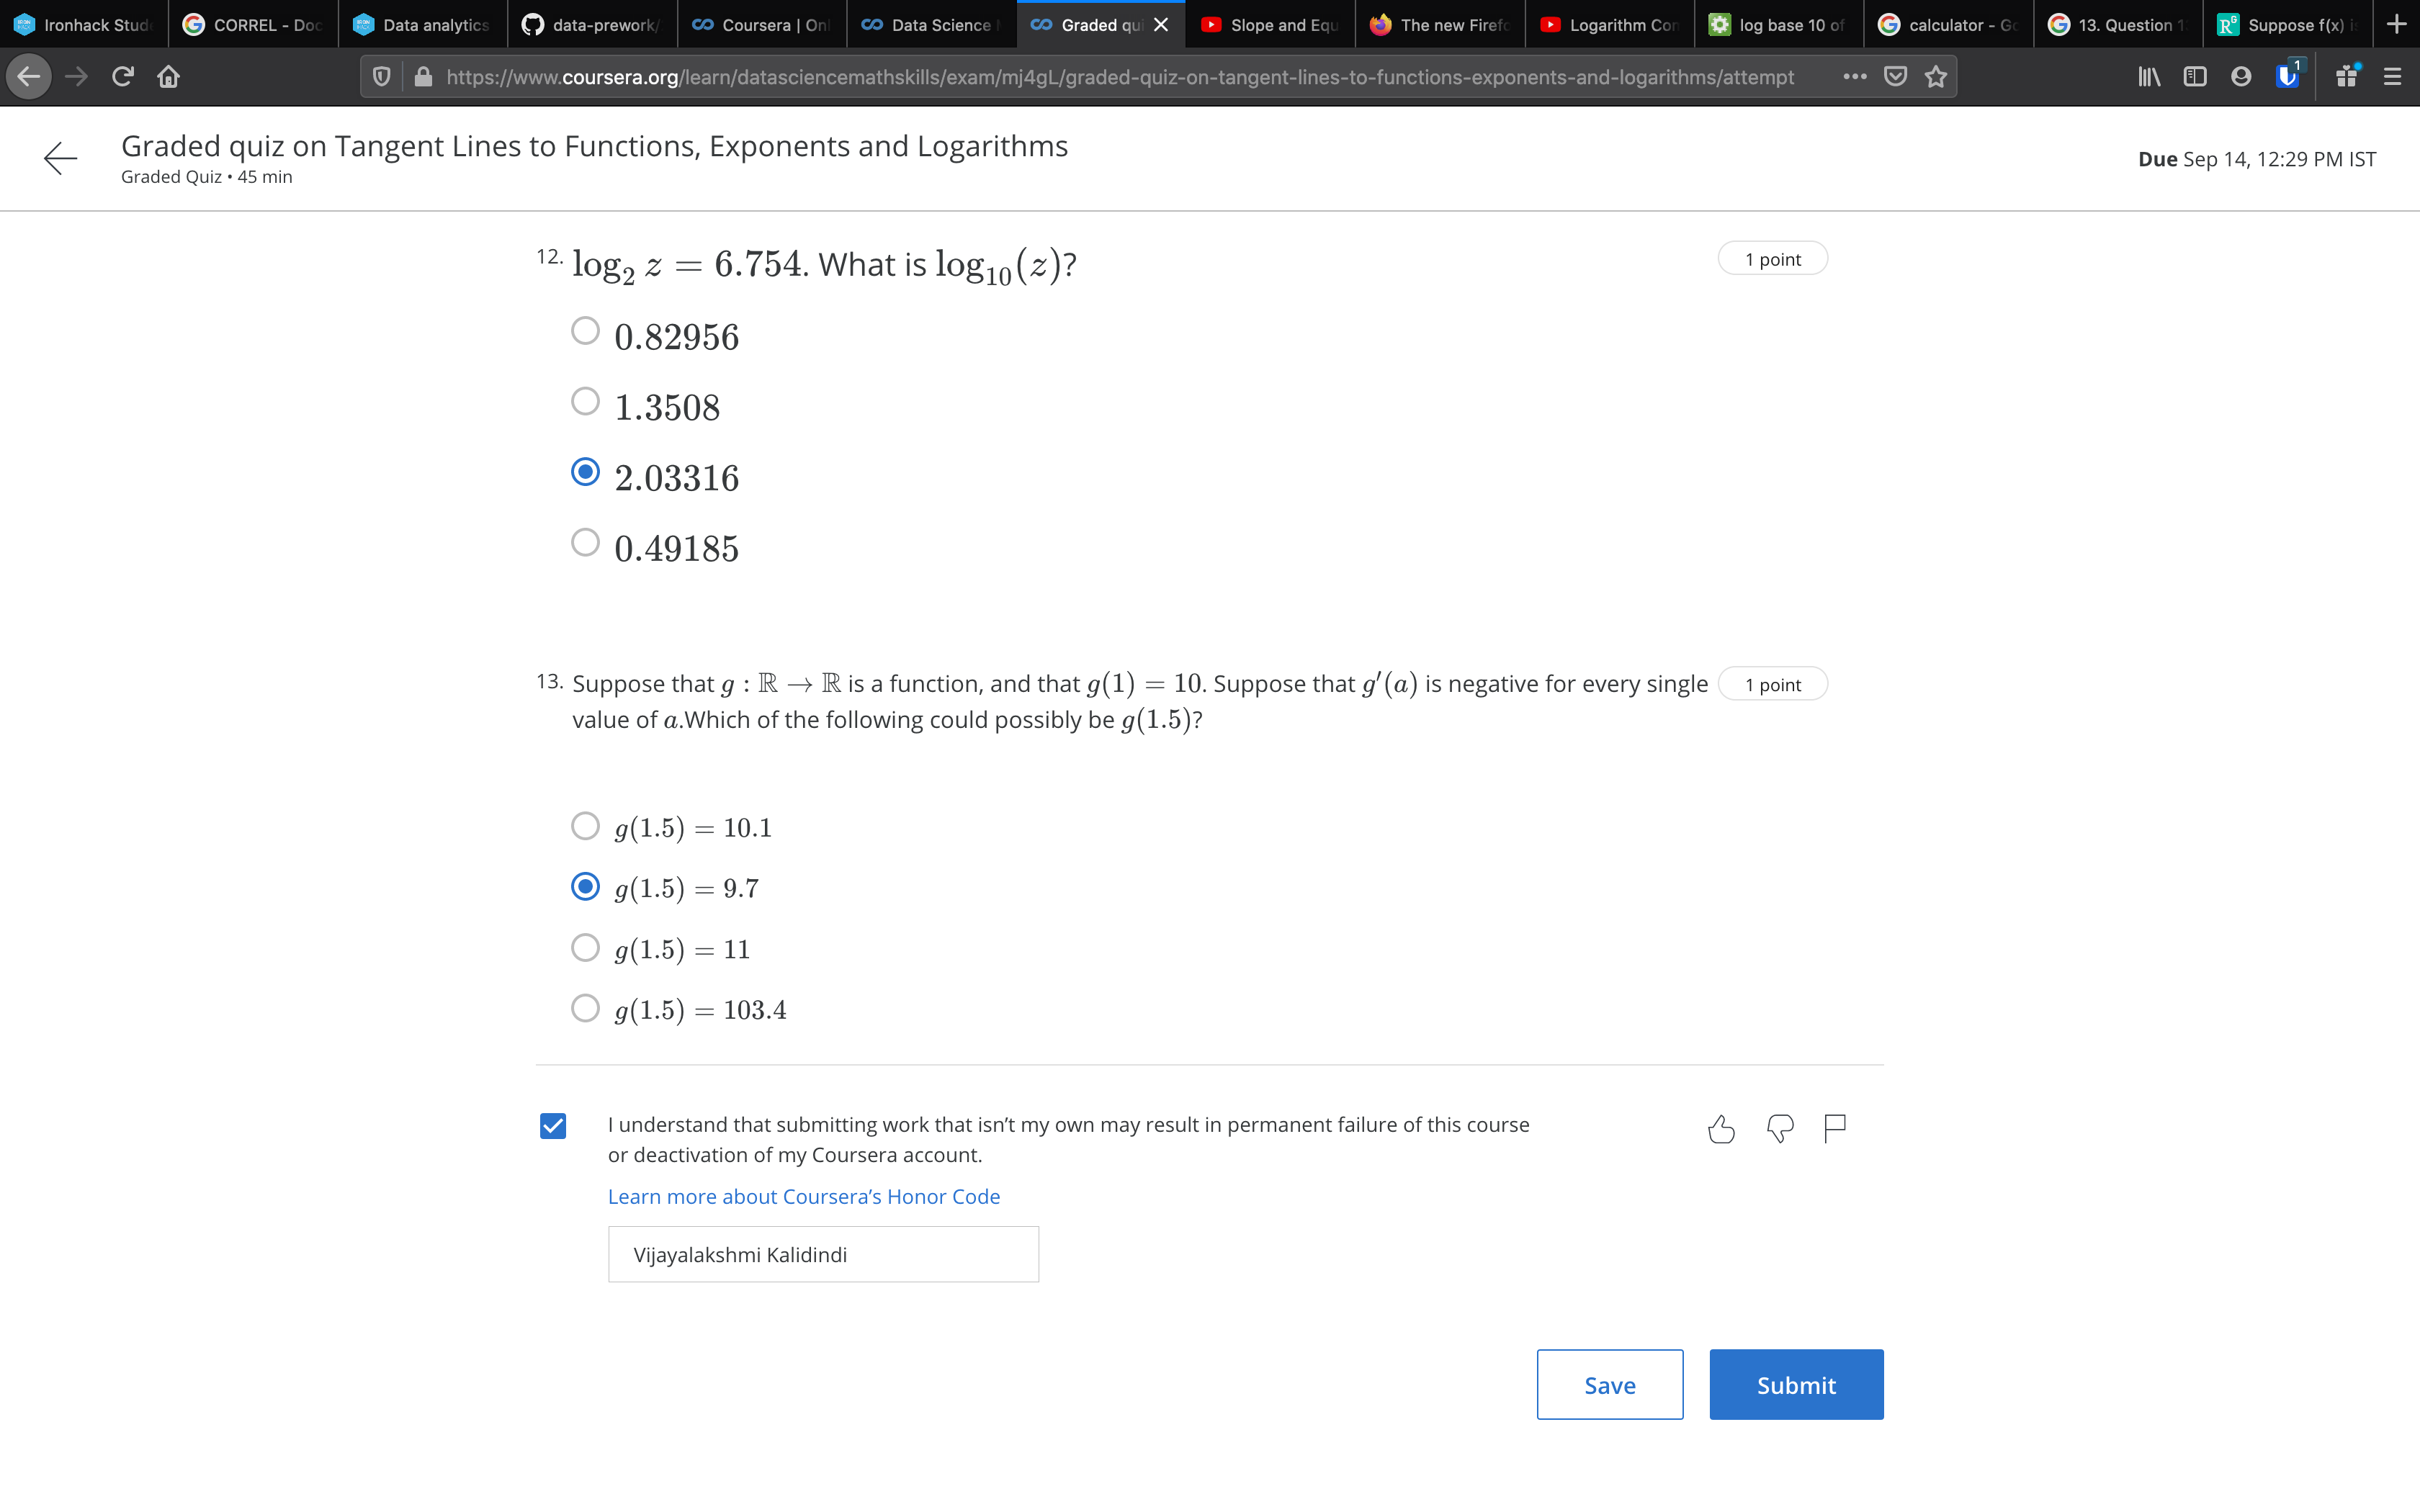 Ironhack Stud
CORREL - Doc
Data analytics
data-prework/
Coursera | Onl
Data Science
Graded qui
Slope and Equ
The new Firefo
Logarithm Con
log base 10 of
calculator - Go
13. Question 1
Suppose f(x) is
https://www.coursera.org/learn/datasciencemathskills/exam/mj4gL/graded-quiz-on-tangent-lines-to-functions-exponents-and-logarithms/attempt
1
Graded quiz on Tangent Lines to Functions, Exponents and Logarithms
Graded Quiz • 45 min
Due Sep 14, 12:29 PM IST
12. log₂ z = 6.754. What is log₁₀(z)?
1 point
0.82956
1.3508
2.03316
0.49185
13. Suppose that g : ℝ → ℝ is a function, and that g(1) = 10. Suppose that g′(a) is negative for every single
1 point
value of a.Which of the following could possibly be g(1.5)?
g(1.5) = 10.1
g(1.5) = 9.7
g(1.5) = 11
g(1.5) = 103.4
I understand that submitting work that isn’t my own may result in permanent failure of this course
or deactivation of my Coursera account.
Learn more about Coursera’s Honor Code
Vijayalakshmi Kalidindi
Save
Submit